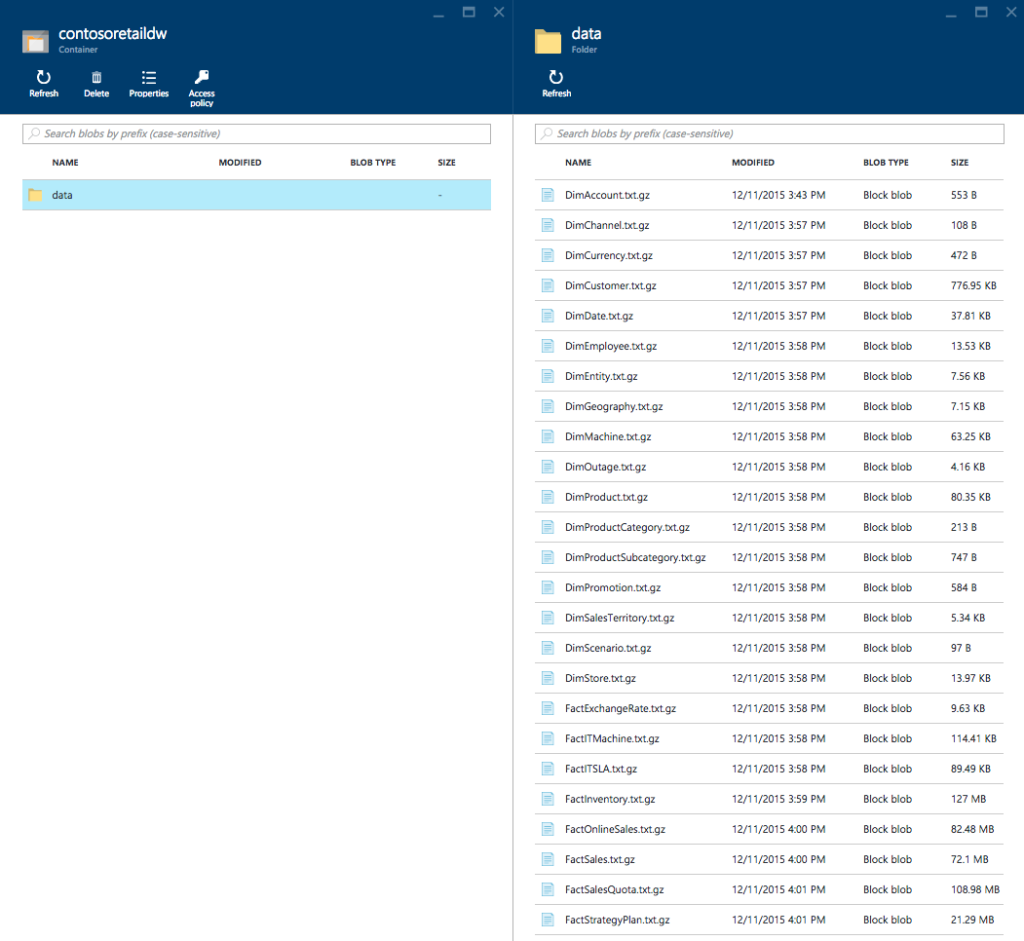 contosoretaildw
Container
Refresh Delete Properties Access policy
Search blobs by prefix (case-sensitive)
NAME MODIFIED BLOB TYPE SIZE
data -
data
Folder
Refresh
Search blobs by prefix (case-sensitive)
NAME MODIFIED BLOB TYPE SIZE
DimAccount.txt.gz 12/11/2015 3:43 PM Block blob 553 B
DimChannel.txt.gz 12/11/2015 3:57 PM Block blob 108 B
DimCurrency.txt.gz 12/11/2015 3:57 PM Block blob 472 B
DimCustomer.txt.gz 12/11/2015 3:57 PM Block blob 776.95 KB
DimDate.txt.gz 12/11/2015 3:57 PM Block blob 37.81 KB
DimEmployee.txt.gz 12/11/2015 3:58 PM Block blob 13.53 KB
DimEntity.txt.gz 12/11/2015 3:58 PM Block blob 7.56 KB
DimGeography.txt.gz 12/11/2015 3:58 PM Block blob 7.15 KB
DimMachine.txt.gz 12/11/2015 3:58 PM Block blob 63.25 KB
DimOutage.txt.gz 12/11/2015 3:58 PM Block blob 4.16 KB
DimProduct.txt.gz 12/11/2015 3:58 PM Block blob 80.35 KB
DimProductCategory.txt.gz 12/11/2015 3:58 PM Block blob 213 B
DimProductSubcategory.txt.gz 12/11/2015 3:58 PM Block blob 747 B
DimPromotion.txt.gz 12/11/2015 3:58 PM Block blob 584 B
DimSalesTerritory.txt.gz 12/11/2015 3:58 PM Block blob 5.34 KB
DimScenario.txt.gz 12/11/2015 3:58 PM Block blob 97 B
DimStore.txt.gz 12/11/2015 3:58 PM Block blob 13.97 KB
FactExchangeRate.txt.gz 12/11/2015 3:58 PM Block blob 9.63 KB
FactITMachine.txt.gz 12/11/2015 3:58 PM Block blob 114.41 KB
FactITSLA.txt.gz 12/11/2015 3:58 PM Block blob 89.49 KB
FactInventory.txt.gz 12/11/2015 3:59 PM Block blob 127 MB
FactOnlineSales.txt.gz 12/11/2015 4:00 PM Block blob 82.48 MB
FactSales.txt.gz 12/11/2015 4:00 PM Block blob 72.1 MB
FactSalesQuota.txt.gz 12/11/2015 4:01 PM Block blob 108.98 MB
FactStrategyPlan.txt.gz 12/11/2015 4:01 PM Block blob 21.29 MB